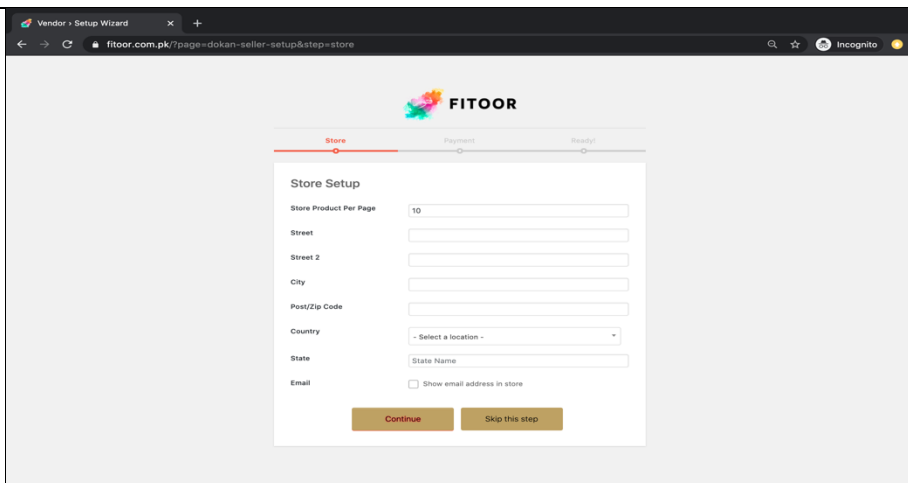 Vendor › Setup Wizard
fitoor.com.pk/?page=dokan-seller-setup&step=store
Incognito
FITOOR
Store Payment Ready!
Store Setup
Store Product Per Page 10
Street
Street 2
City
Post/Zip Code
Country - Select a location -
State State Name
Email Show email address in store
Continue Skip this step